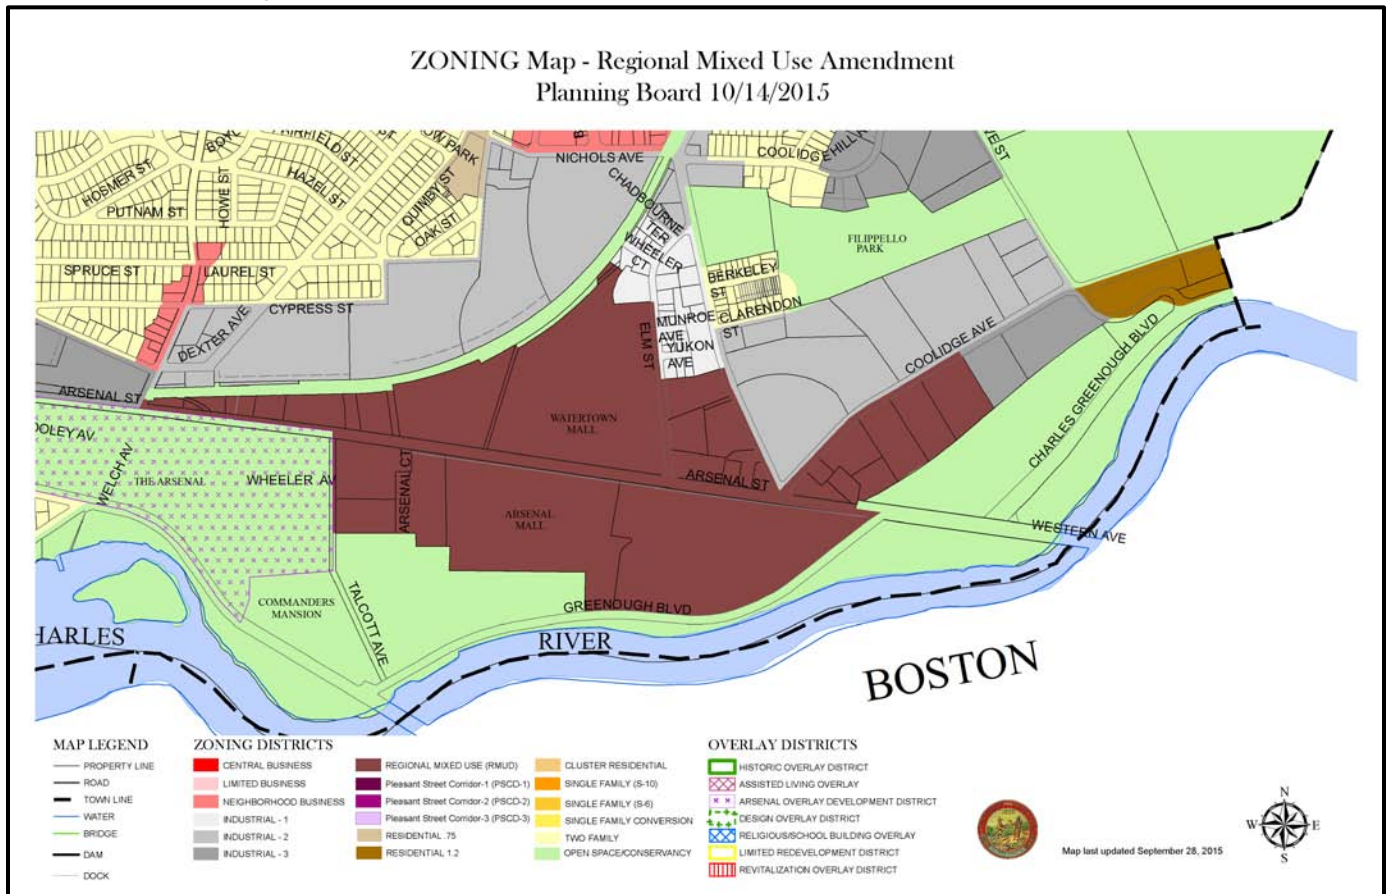 ZONING Map - Regional Mixed Use Amendment
Planning Board 10/14/2015
FAIRFIELD ST
PARK
NICHOLS AVE
COOLIDGE HILL
HOSMER ST
HOWE ST
HAZEL ST
QUIMBY ST
CHADBOURNE
TER
PUTNAM ST
OAK ST
WHEELER
CT
FILIPPELLO
PARK
SPRUCE ST
LAUREL ST
BERKELEY
ST
CYPRESS ST
CLARENDON
ST
DEXTER AVE
ELM ST
MUNROE
AVE
YUKON
AVE
COOLIDGE AVE
CHARLES GREENOUGH BLVD
ARSENAL ST
WATERTOWN
MALL
OOLEY AV
WELCH AV
THE ARSENAL
WHEELER AV
ARSENAL CT
ARSENAL ST
ARSENAL
MALL
WESTERN AVE
COMMANDERS
MANSION
TALCOTT AVE
GREENOUGH BLVD
HARLES
RIVER
BOSTON
MAP LEGEND
PROPERTY LINE
ROAD
TOWN LINE
WATER
BRIDGE
DAM
DOCK
ZONING DISTRICTS
CENTRAL BUSINESS
LIMITED BUSINESS
NEIGHBORHOOD BUSINESS
INDUSTRIAL - 1
INDUSTRIAL - 2
INDUSTRIAL - 3
REGIONAL MIXED USE (RMUD)
Pleasant Street Corridor-1 (PSCD-1)
Pleasant Street Corridor-2 (PSCD-2)
Pleasant Street Corridor-3 (PSCD-3)
RESIDENTIAL .75
RESIDENTIAL 1.2
CLUSTER RESIDENTIAL
SINGLE FAMILY (S-10)
SINGLE FAMILY (S-6)
SINGLE FAMILY CONVERSION
TWO FAMILY
OPEN SPACE/CONSERVANCY
OVERLAY DISTRICTS
HISTORIC OVERLAY DISTRICT
ASSISTED LIVING OVERLAY
ARSENAL OVERLAY DEVELOPMENT DISTRICT
DESIGN OVERLAY DISTRICT
RELIGIOUS/SCHOOL BUILDING OVERLAY
LIMITED REDEVELOPMENT DISTRICT
REVITALIZATION OVERLAY DISTRICT
Map last updated September 28, 2015
N
W
E
S